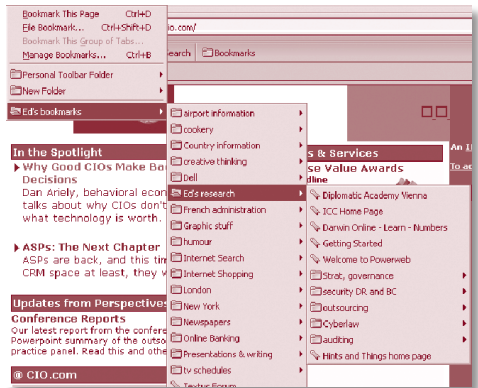 Bookmark This Page Ctrl+D
File Bookmark... Ctrl+Shift+D
Bookmark This Group of Tabs...
Manage Bookmarks... Ctrl+B
Personal Toolbar Folder
New Folder
Ed's bookmarks
io.com/
earch Bookmarks
airport information
cookery
Country information
creative thinking
Dell
Ed's research
French administration
Graphic stuff
humour
Internet Search
Internet Shopping
London
New York
Newspapers
Online Banking
Presentations & writing
tv schedules
Textus Forum
Diplomatic Academy Vienna
ICC Home Page
Darwin Online - Learn - Numbers
Getting Started
Welcome to Powerweb
Strat, governance
security DR and BC
outsourcing
Cyberlaw
auditing
Hints and Things home page
In the Spotlight
Why Good CIOs Make Ba
Decisions
Dan Ariely, behavioral econ
talks about why CIOs don't
what technology is worth.
ASPs: The Next Chapter
ASPs are back, and this tim
CRM space at least, they w
Updates from Perspectives
Conference Reports
Our latest report from the confere
Powerpoint summary of the outso
practice panel. Read this and othe
@ CIO.com
s & Services
se Value Awards
dline
An I
To ad